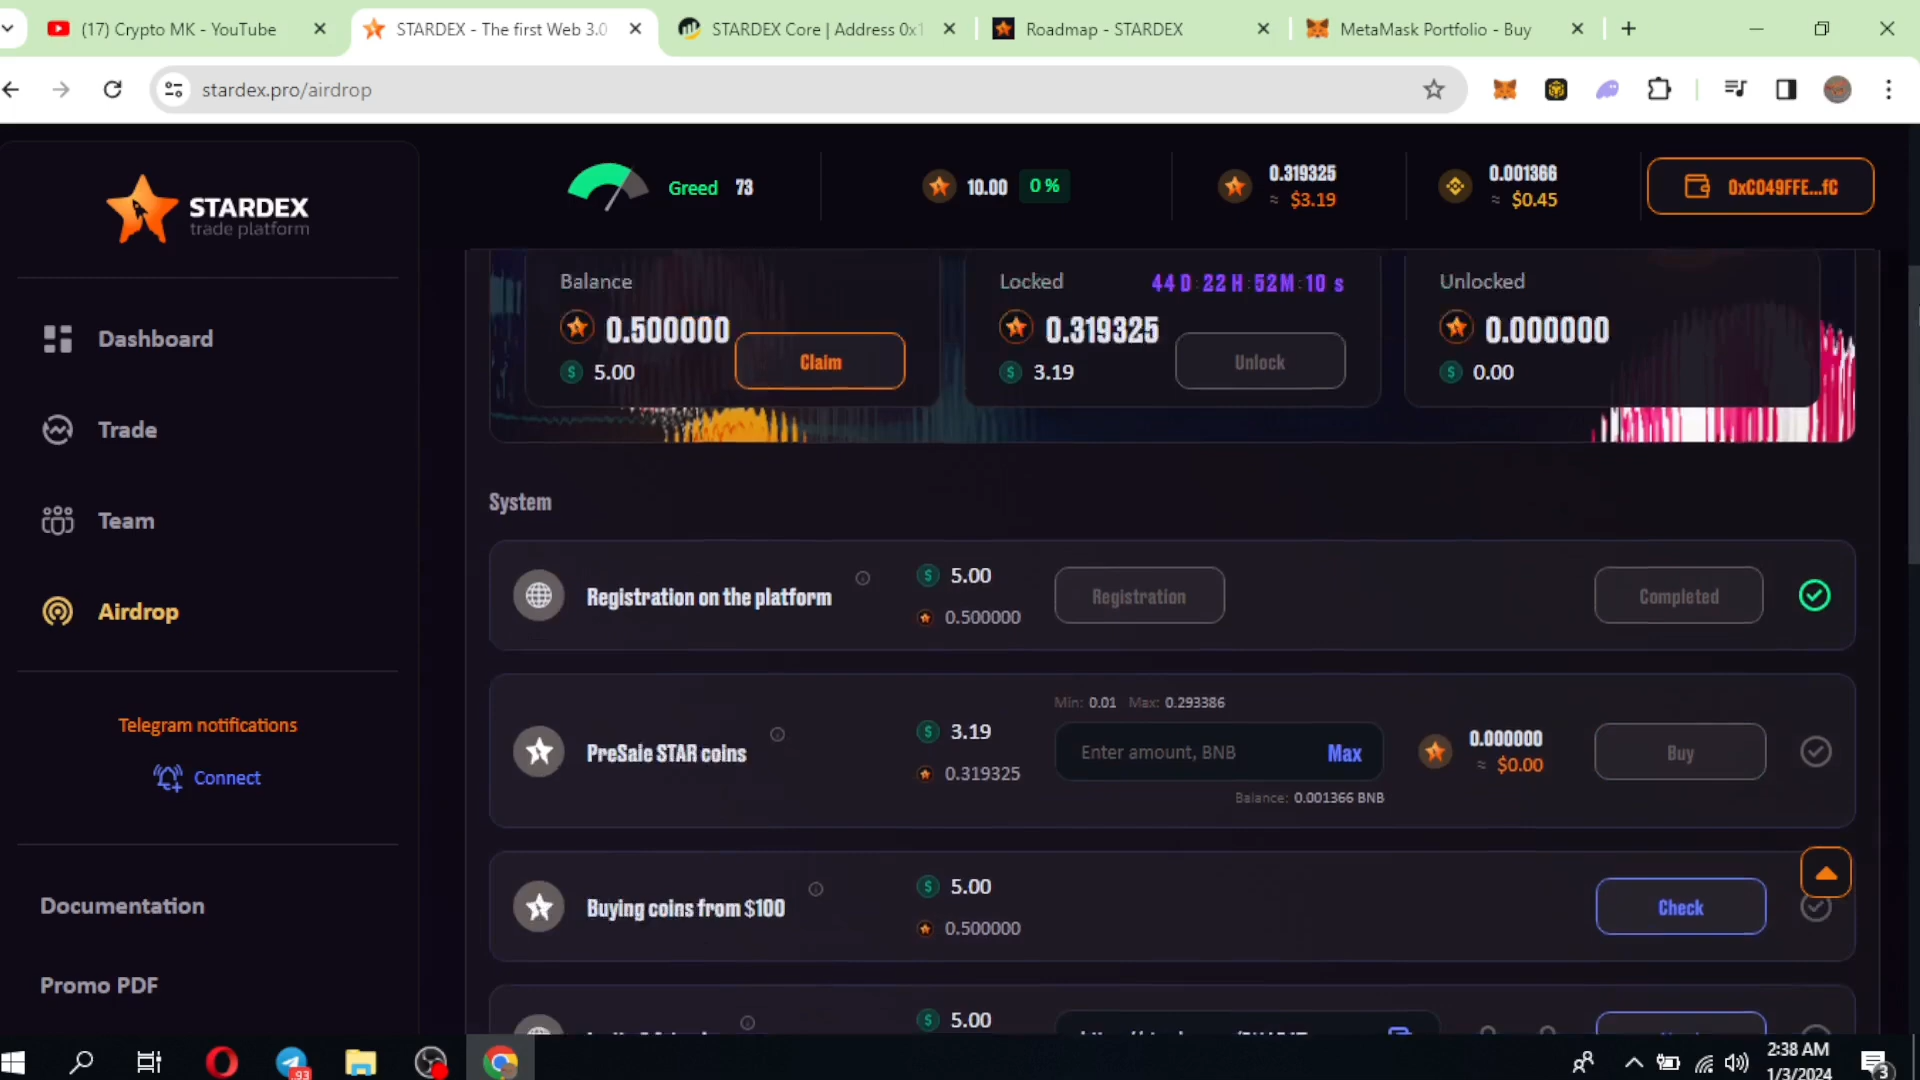 (17) Crypto MK - YouTube
STARDEX - The first Web 3.0
STARDEX Core | Address 0x1
Roadmap - STARDEX
MetaMask Portfolio - Buy
stardex.pro/airdrop
STARDEX
trade platform
Greed 73
10.00 0 %
0.319325
≈ $3.19
0.001366
≈ $0.45
0xC049FFE...fC
Dashboard
Trade
Team
Airdrop
Telegram notifications
Connect
Documentation
Promo PDF
Balance
0.500000
5.00
Claim
Locked
44 D : 22 H : 52M : 10 s
0.319325
3.19
Unlock
Unlocked
0.000000
0.00
System
Registration on the platform
5.00
0.500000
Registration
Completed
PreSale STAR coins
3.19
0.319325
Min: 0.01 Max: 0.293386
Enter amount, BNB
Max
Balance: 0.001366 BNB
0.000000
≈ $0.00
Buy
Buying coins from $100
5.00
0.500000
Check
5.00
93
2:38 AM
1/3/2024
3